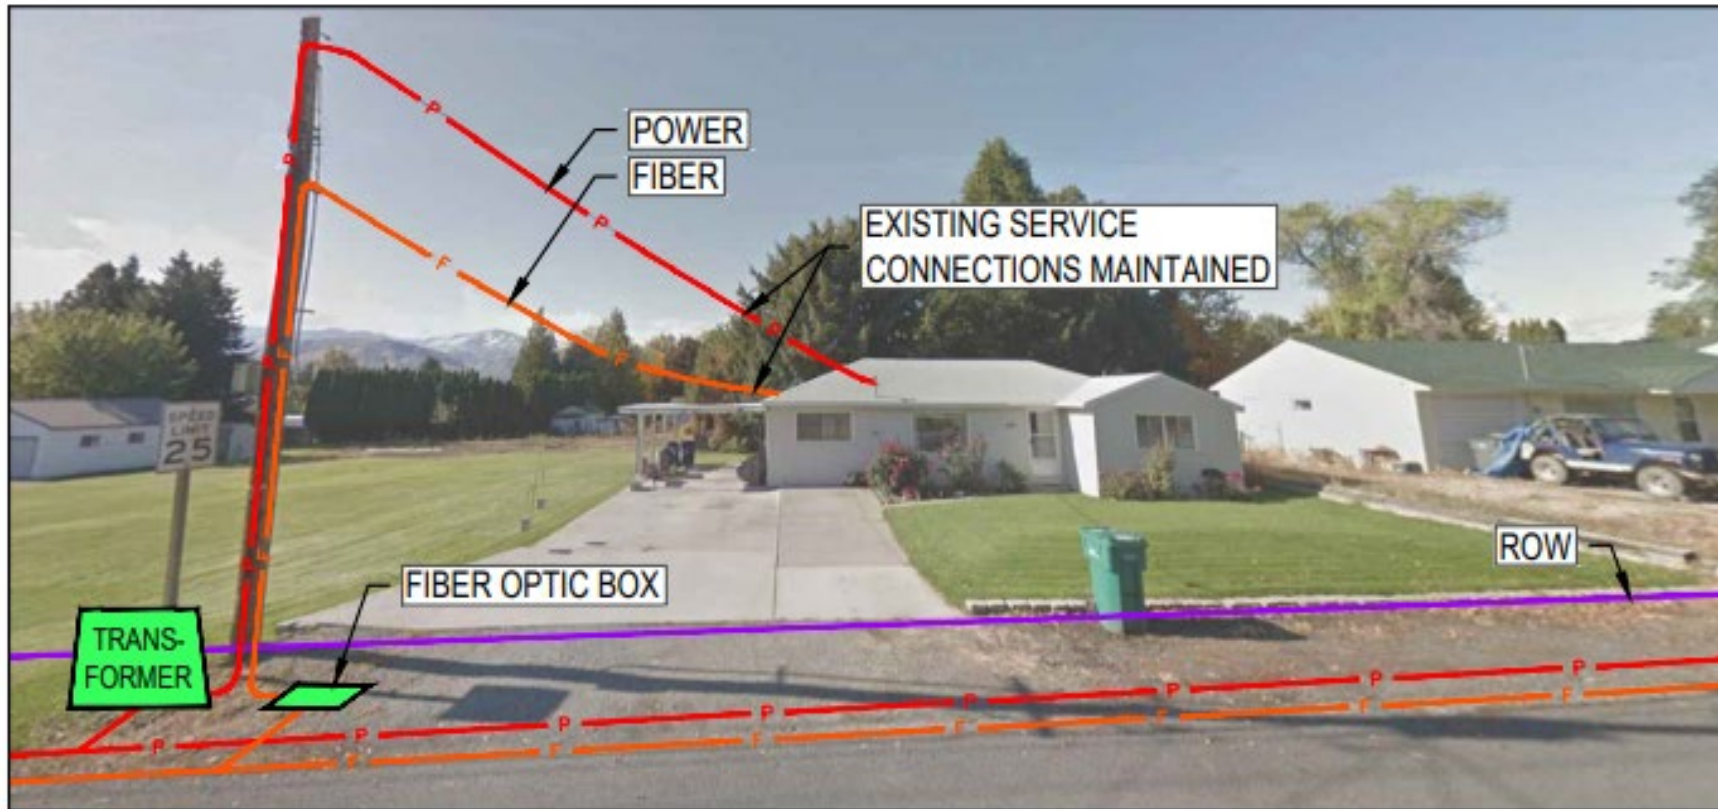 POWER
FIBER
EXISTING SERVICE
CONNECTIONS MAINTAINED
SPEED
LIMIT
25
ROW
FIBER OPTIC BOX
TRANS-
FORMER
P
P
P
P
F
F
P
F
P
F
P
P
P
P
P
P
P
F
F
F
F
F
F
F